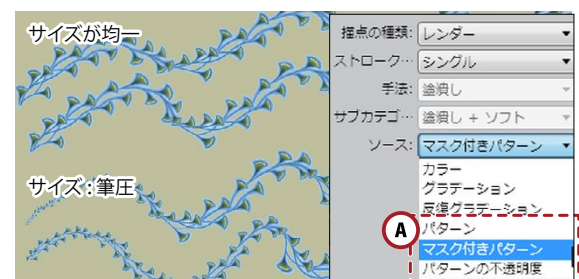 サイズが均一
サイズ:筆圧
描点の種類: レンダー
ストローク… シングル
手法: 塗潰し
サブカテゴ… 塗潰し + ソフト
ソース: マスク付きパターン
カラー
グラデーション
反復グラデーション
A
パターン
マスク付きパターン
パターンの不透明度